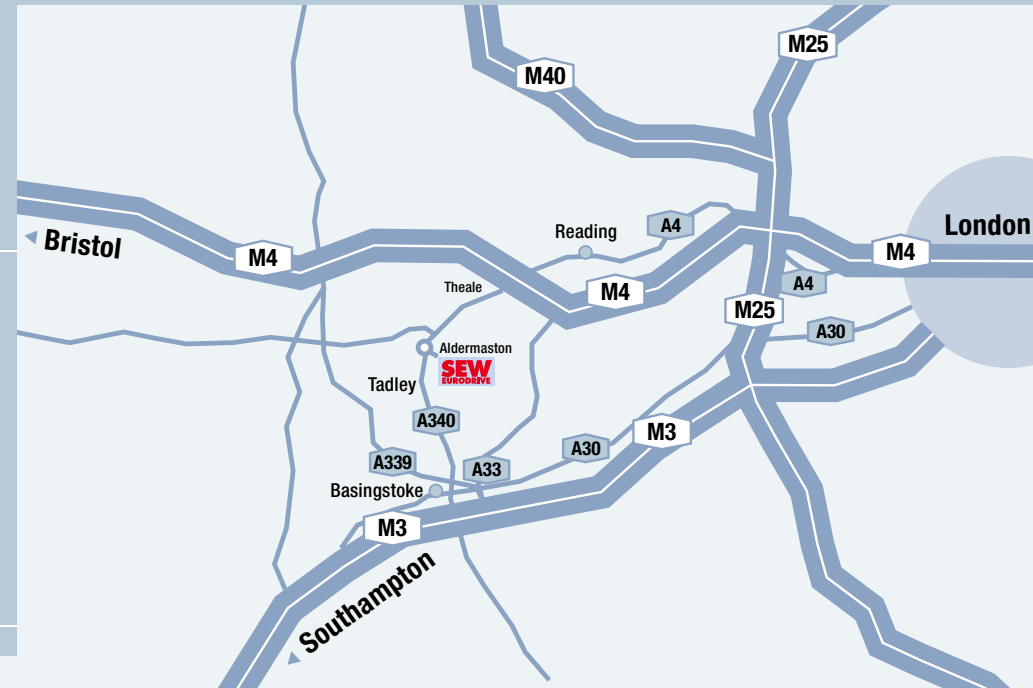 M25
M40
A4
London
Reading
Bristol
M4
M4
Theale
M4
A4
M25
A30
Aldermaston
SEW
EURODRIVE
Tadley
A340
M3
A30
A339
A33
Basingstoke
M3
Southampton